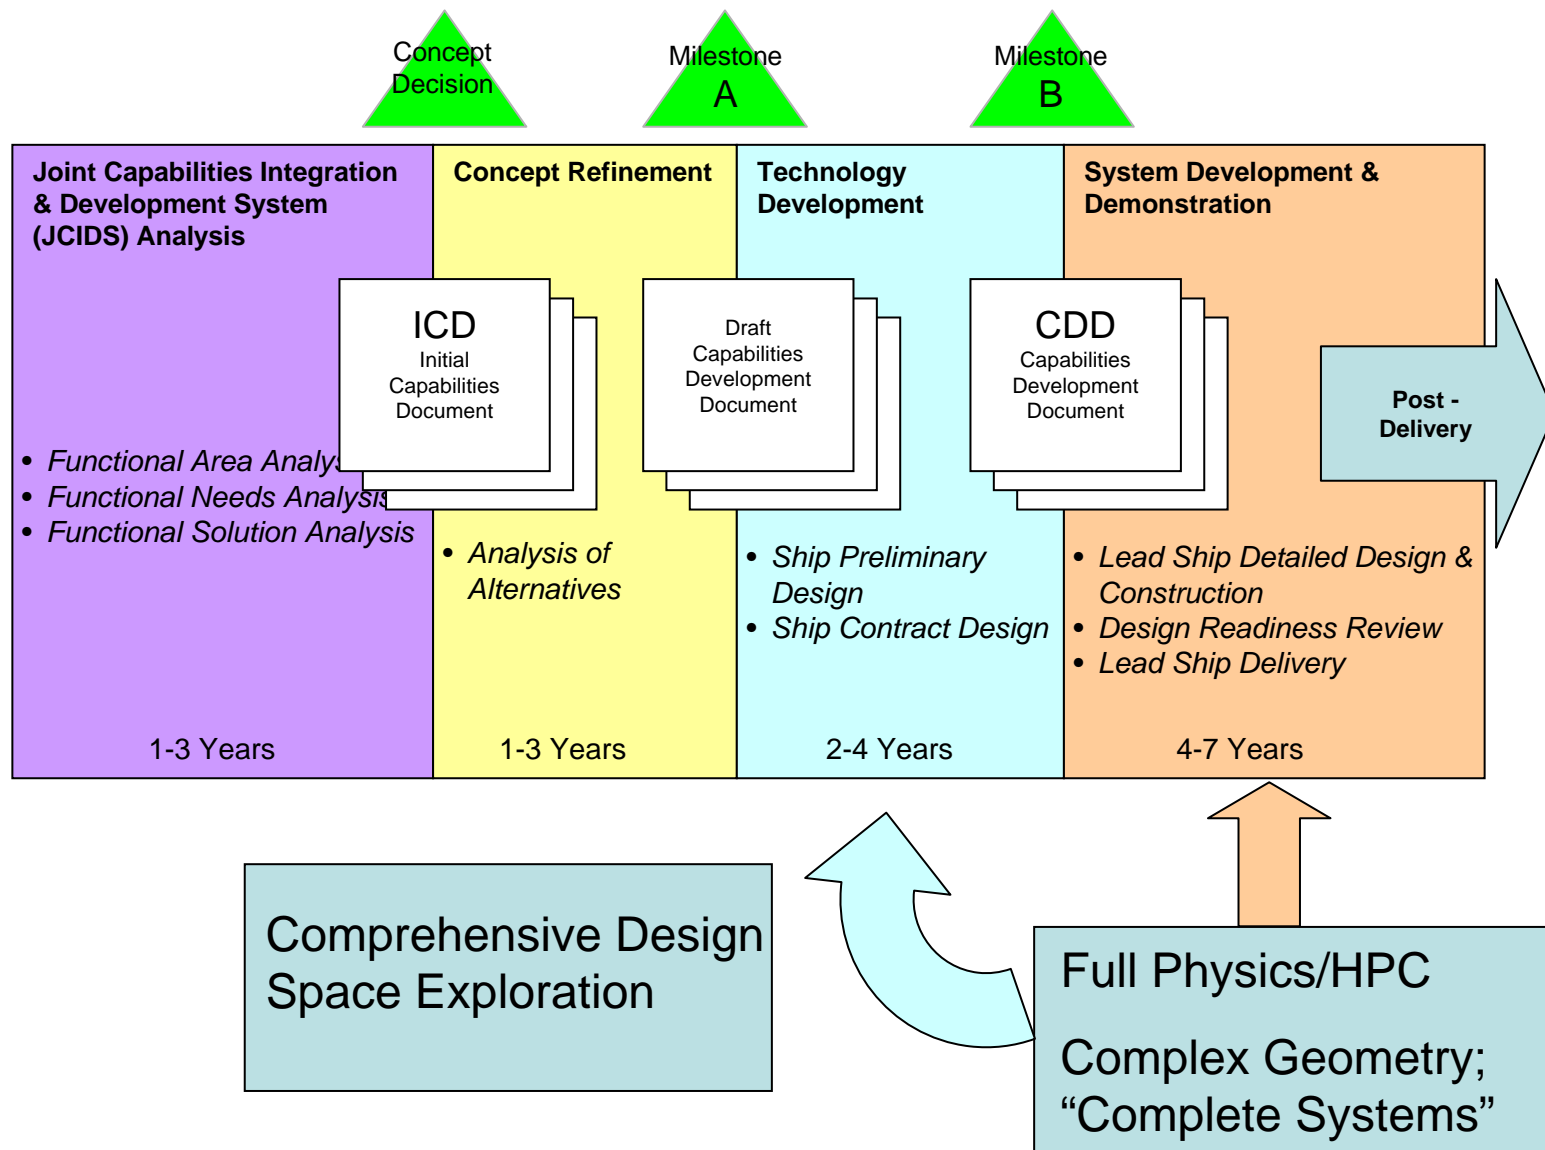 Concept
Decision
Milestone
A
Milestone
B
Joint Capabilities Integration
& Development System
(JCIDS) Analysis
Concept Refinement
Technology
Development
System Development &
Demonstration
ICD
Initial
Capabilities
Document
Draft
Capabilities
Development
Document
CDD
Capabilities
Development
Document
Post -
Delivery
• Functional Area Analys
• Functional Needs Analysis
• Functional Solution Analysis
• Analysis of
Alternatives
• Ship Preliminary
Design
• Ship Contract Design
• Lead Ship Detailed Design &
Construction
• Design Readiness Review
• Lead Ship Delivery
1-3 Years
1-3 Years
2-4 Years
4-7 Years
Comprehensive Design
Space Exploration
Full Physics/HPC
Complex Geometry;
“Complete Systems”